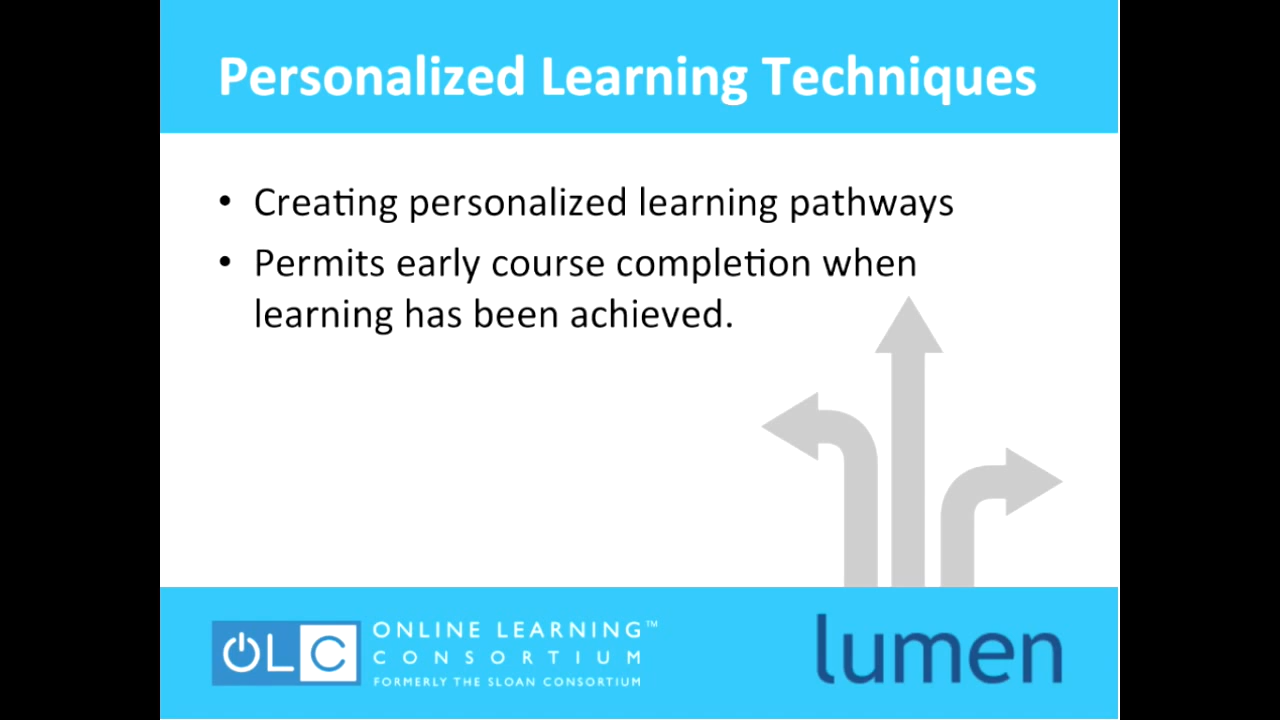 Personalized Learning Techniques
• Creating personalized learning pathways
• Permits early course completion when
learning has been achieved.
OLC
ONLINE LEARNING™
CONSORTIUM
FORMERLY THE SLOAN CONSORTIUM
lumen